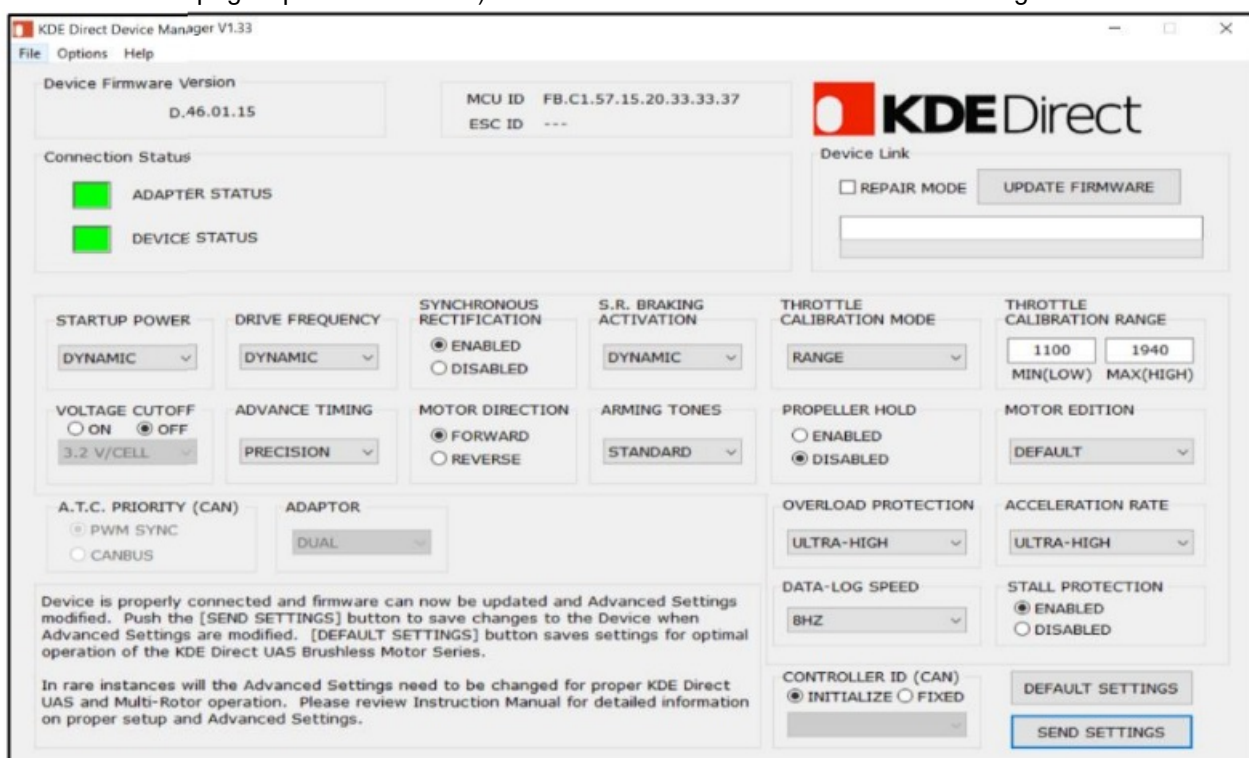 KDE Direct Device Manager V1.33
File Options Help
Device Firmware Version
D.46.01.15
MCU ID FB.C1.57.15.20.33.33.37
ESC ID ---
KDEDirect
Connection Status
ADAPTER STATUS
DEVICE STATUS
Device Link
REPAIR MODE
UPDATE FIRMWARE
STARTUP POWER
DYNAMIC
DRIVE FREQUENCY
DYNAMIC
SYNCHRONOUS
RECTIFICATION
ENABLED
DISABLED
S.R. BRAKING
ACTIVATION
DYNAMIC
THROTTLE
CALIBRATION MODE
RANGE
THROTTLE
CALIBRATION RANGE
1100 1940
MIN(LOW) MAX(HIGH)
VOLTAGE CUTOFF
ON OFF
3.2 V/CELL
ADVANCE TIMING
PRECISION
MOTOR DIRECTION
FORWARD
REVERSE
ARMING TONES
STANDARD
PROPELLER HOLD
ENABLED
DISABLED
MOTOR EDITION
DEFAULT
A.T.C. PRIORITY (CAN)
PWM SYNC
CANBUS
ADAPTOR
DUAL
OVERLOAD PROTECTION
ULTRA-HIGH
ACCELERATION RATE
ULTRA-HIGH
DATA-LOG SPEED
8HZ
STALL PROTECTION
ENABLED
DISABLED
Device is properly connected and firmware can now be updated and Advanced Settings
modified. Push the [SEND SETTINGS] button to save changes to the Device when
Advanced Settings are modified. [DEFAULT SETTINGS] button saves settings for optimal
operation of the KDE Direct UAS Brushless Motor Series.
In rare instances will the Advanced Settings need to be changed for proper KDE Direct
UAS and Multi-Rotor operation. Please review Instruction Manual for detailed information
on proper setup and Advanced Settings.
CONTROLLER ID (CAN)
INITIALIZE FIXED
DEFAULT SETTINGS
SEND SETTINGS